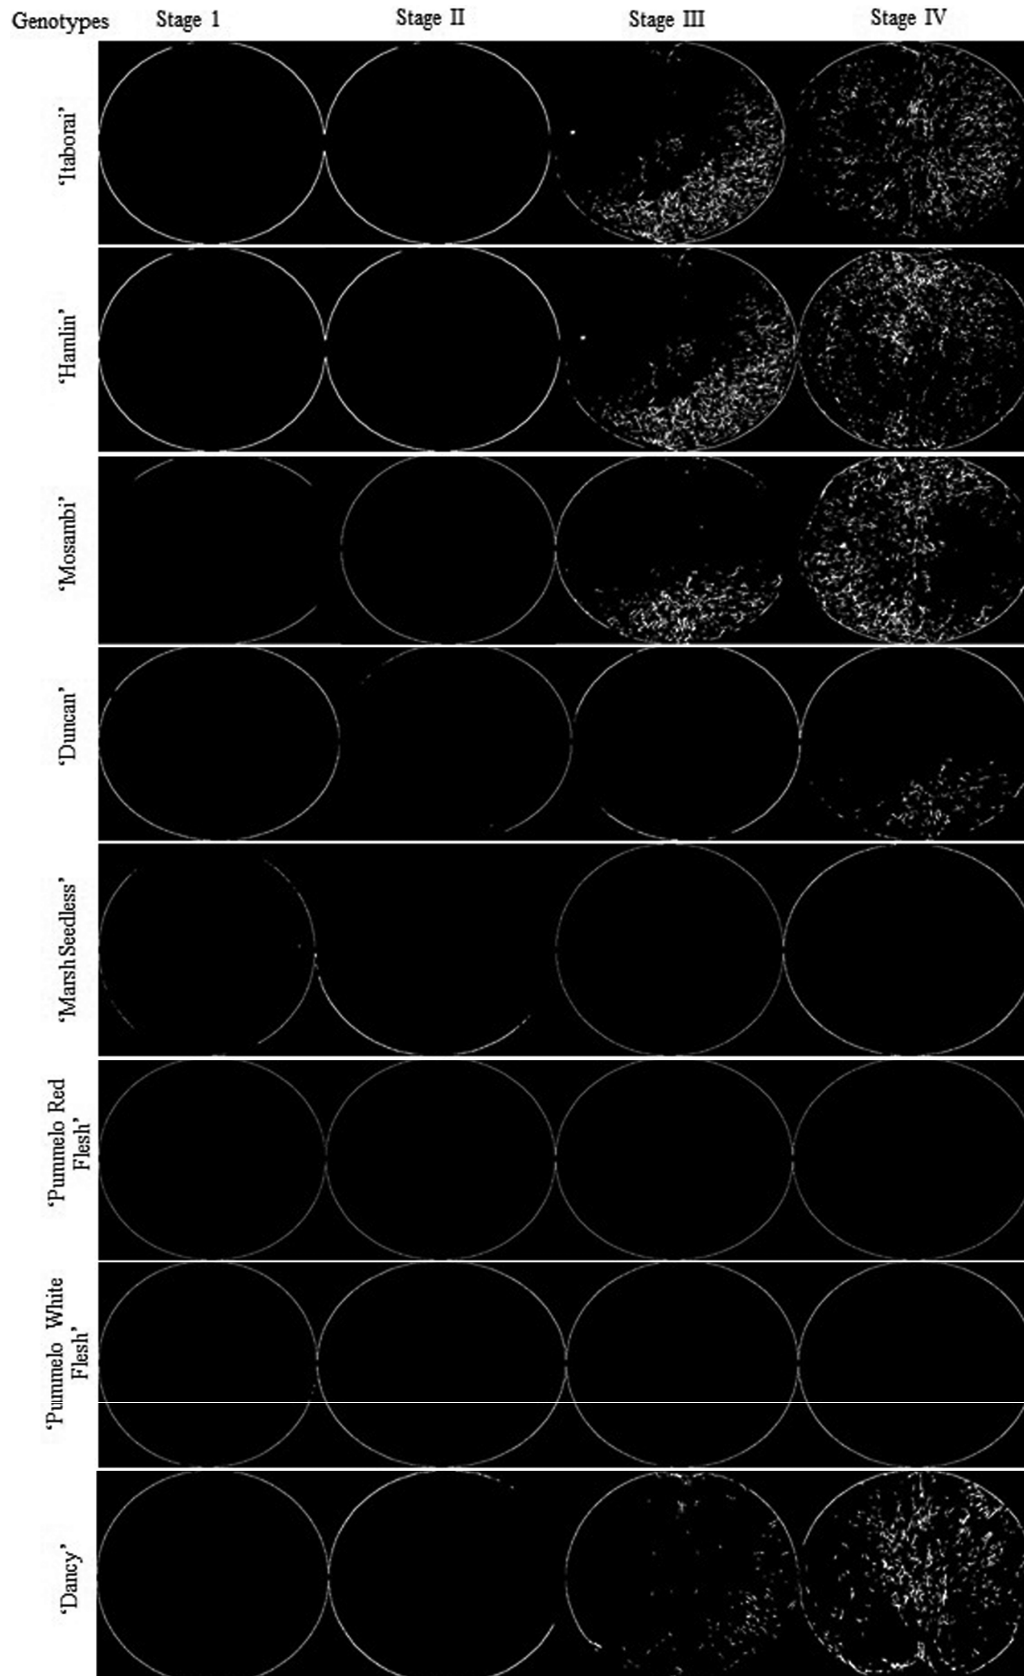 Genotypes Stage 1 Stage II Stage III Stage IV
‘Itaborai’
‘Hamlin’
‘Mosambi’
‘Duncan’
‘Marsh Seedless’
‘Pummelo Red
Flesh’
‘Pummelo White
Flesh’
‘Dancy’